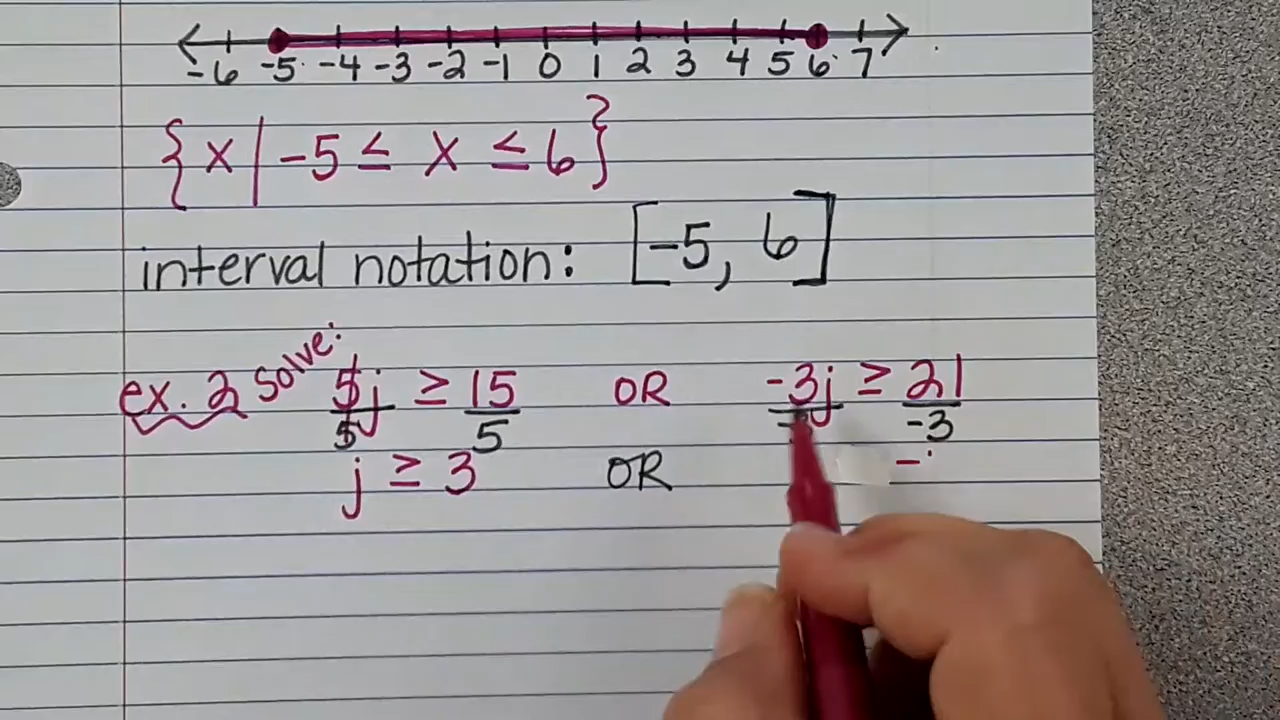 -6 -5 -4 -3 -2 -1 0 1 2 3 4 5 6 7
{x | -5 ≤ x ≤ 6}
interval notation: [-5, 6]
ex. 2 Solve: 5j ≥ 15 OR -3j ≥ 21
5 5 -3
j ≥ 3 OR -